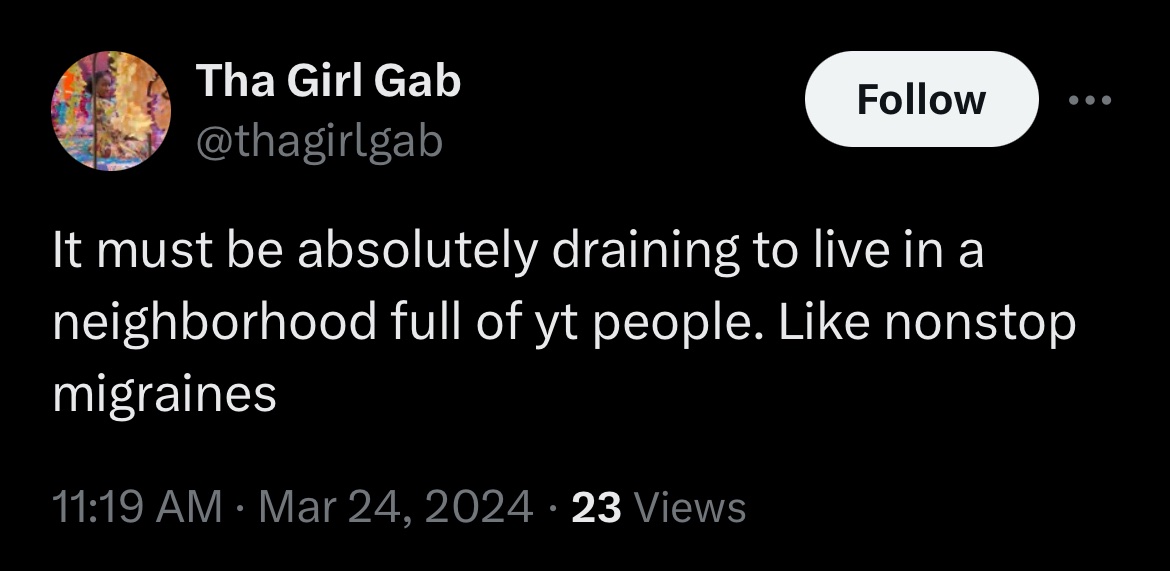 Tha Girl Gab
@thagirlgab
Follow
It must be absolutely draining to live in a
neighborhood full of yt people. Like nonstop
migraines
11:19 AM · Mar 24, 2024 · 23 Views